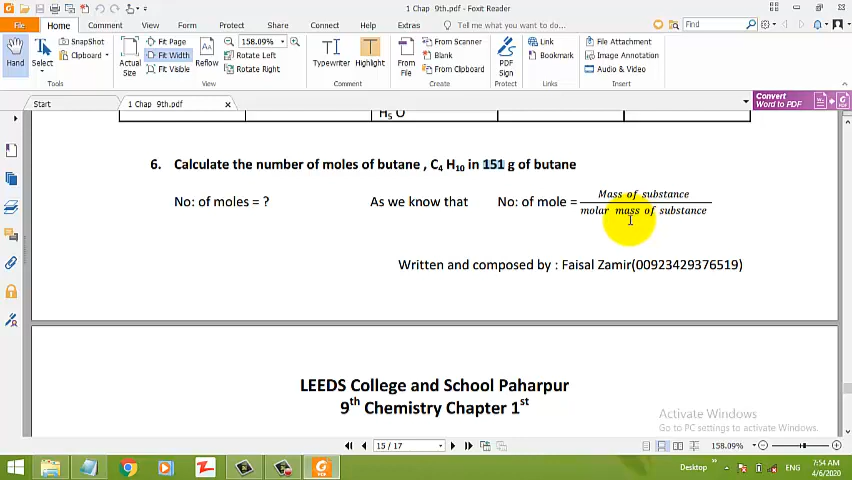 1 Chap 9th.pdf - Foxit Reader
File Home Comment View Form Protect Share Connect Help Extras Tell me what you want to do... Find
Hand
Select
SnapShot
Clipboard
Tools
Actual Size
Fit Page
Fit Width
Fit Visible
Reflow
158.09%
Rotate Left
Rotate Right
View
Typewriter
Highlight
Comment
From File
From Scanner
Blank
From Clipboard
Create
PDF Sign
Protect
Link
Bookmark
Links
File Attachment
Image Annotation
Audio & Video
Insert
Start 1 Chap 9th.pdf
Convert
Word to PDF
H5 O
6. Calculate the number of moles of butane , C4 H10 in 151 g of butane
No: of moles = ? As we know that No: of mole = Mass of substance
molar mass of substance
Written and composed by : Faisal Zamir(00923429376519)
LEEDS College and School Paharpur
9th Chemistry Chapter 1st
Activate Windows
Go to PC settings to activate Windows.
15 / 17 158.09%
Desktop ENG 7:54 AM
4/6/2020